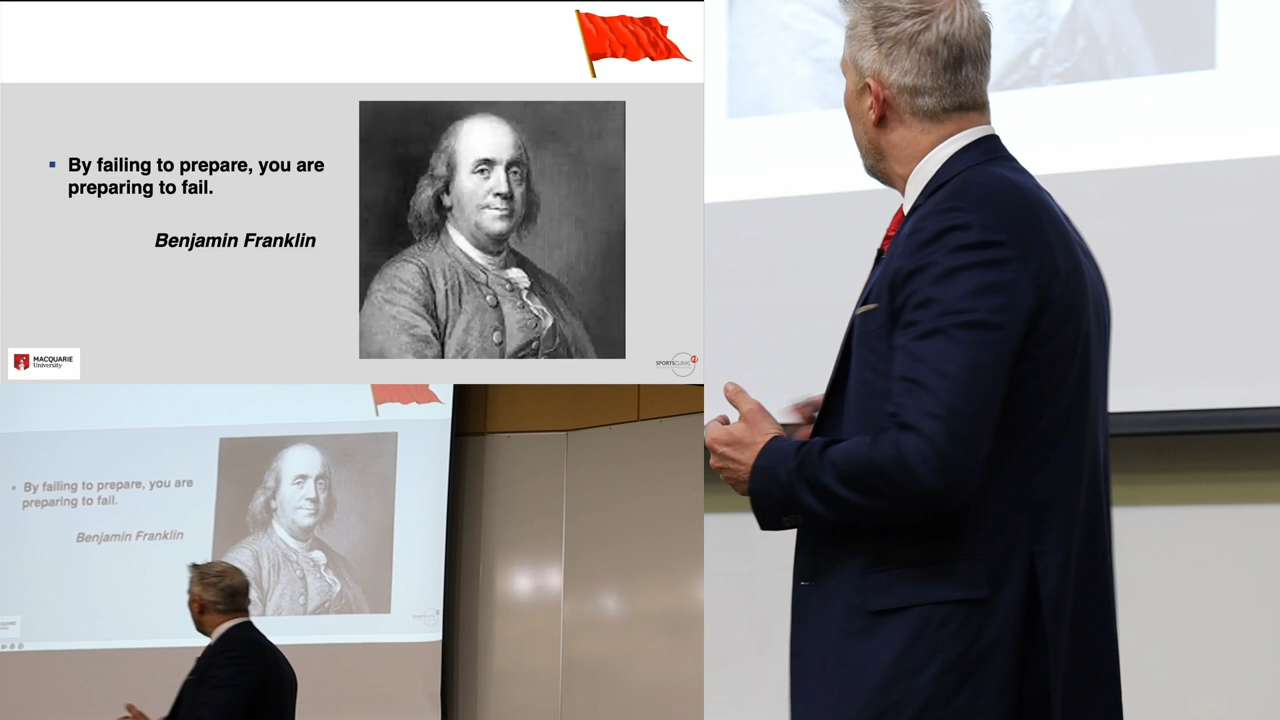 By failing to prepare, you are
preparing to fail.
Benjamin Franklin
MACQUARIE
University
SPORTSCLINIC
By failing to prepare, you are
preparing to fail.
Benjamin Franklin
SPORTSCLINIC